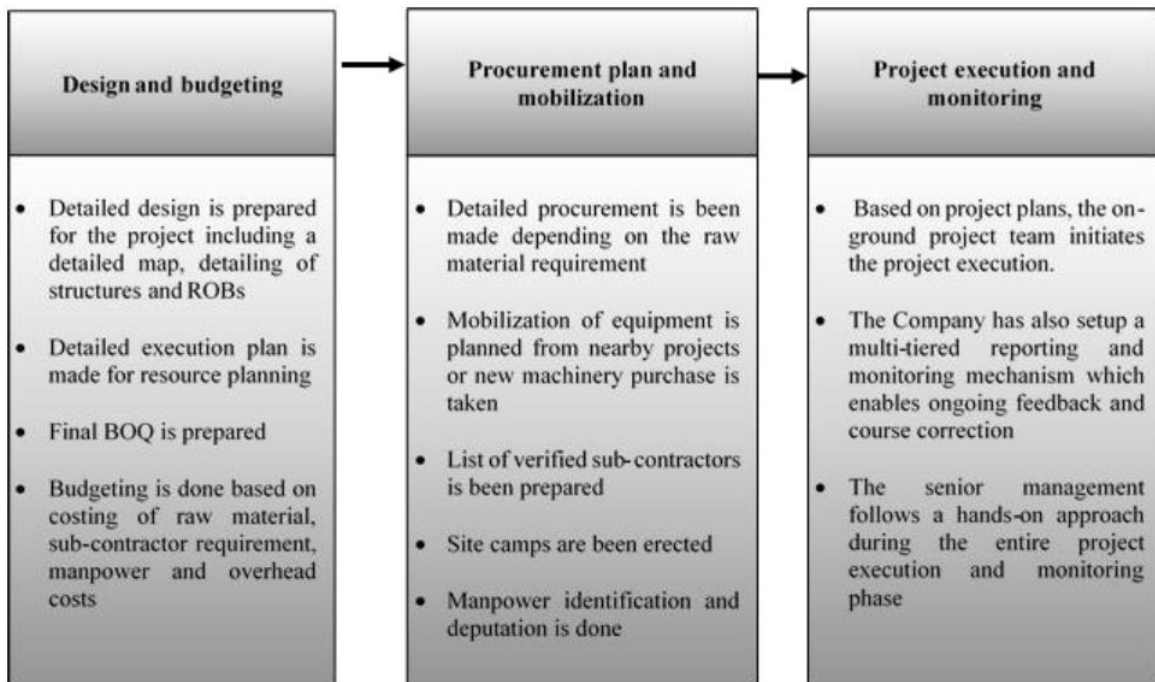 Design and budgeting
Detailed design is prepared
for the project including a
detailed map, detailing of
structures and ROBs
Detailed execution plan is
made for resource planning
Final BOQ is prepared
Budgeting is done based on
costing of raw material,
sub-contractor requirement,
manpower and overhead
costs
Procurement plan and
mobilization
Detailed procurement is been
made depending on the raw
material requirement
Mobilization of equipment is
planned from nearby projects
or new machinery purchase is
taken
List of verified sub-contractors
is been prepared
Site camps are been erected
Manpower identification and
deputation is done
Project execution and
monitoring
Based on project plans, the on-
ground project team initiates
the project execution.
The Company has also setup a
multi-tiered reporting and
monitoring mechanism which
enables ongoing feedback and
course correction
The senior management
follows a hands-on approach
during the entire project
execution and monitoring
phase